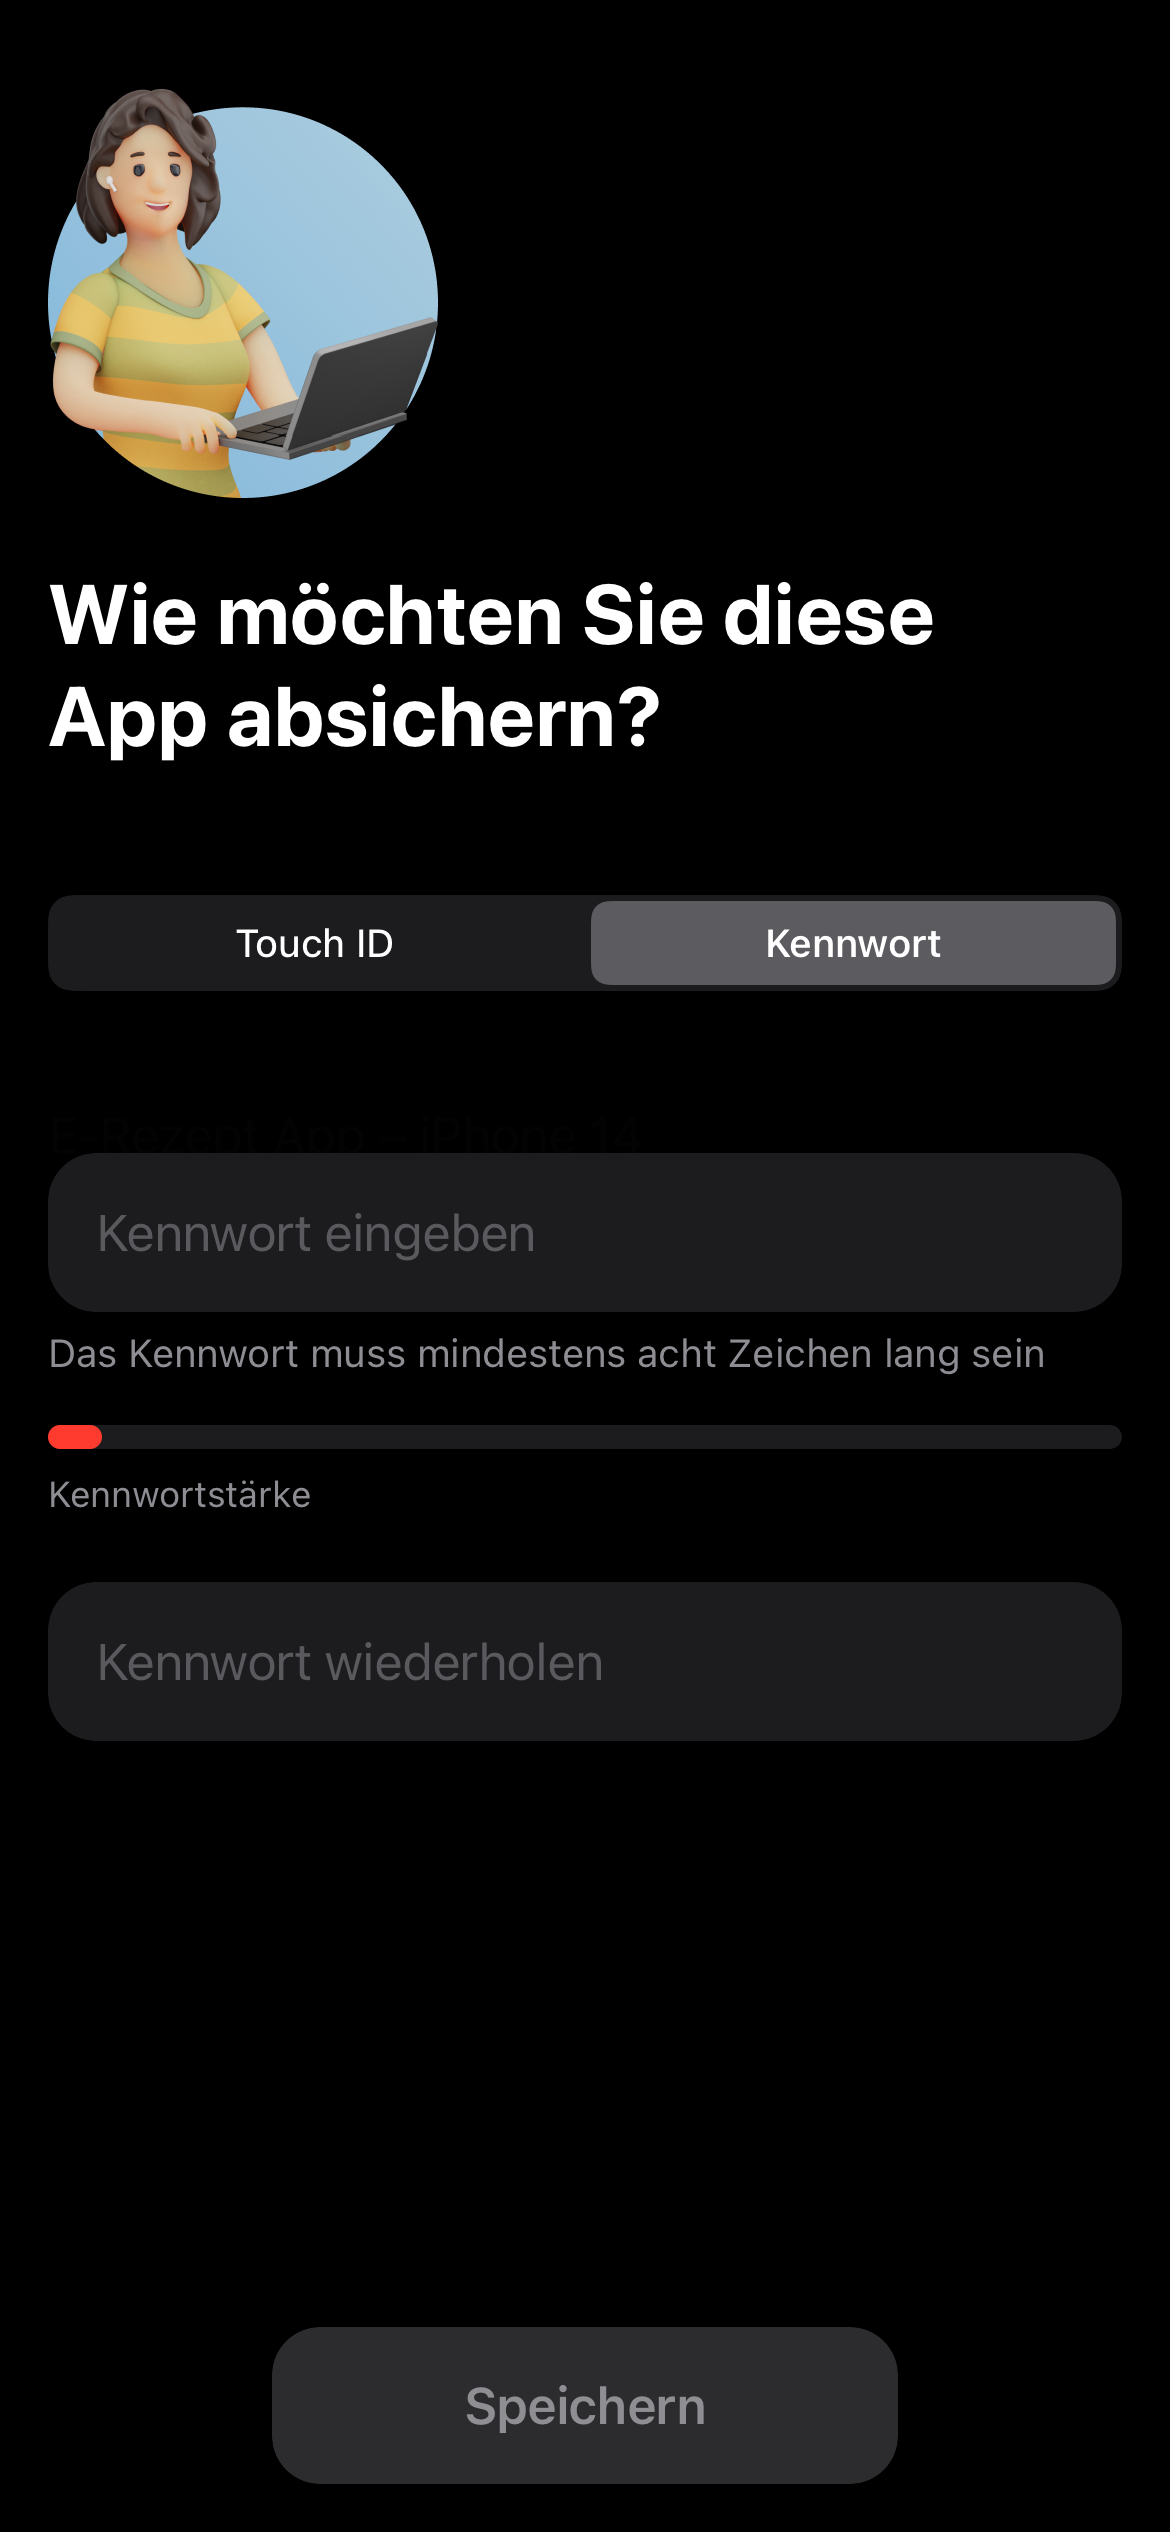 Wie möchten Sie diese
App absichern?
Touch ID
Kennwort
E-Rezept App – iPhone 14
Kennwort eingeben
Das Kennwort muss mindestens acht Zeichen lang sein
Kennwortstärke
Kennwort wiederholen
Speichern